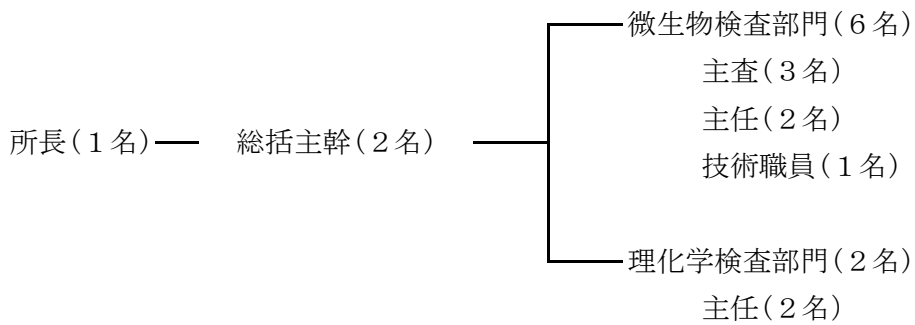 微生物検査部門(6名)
主査(3名)
主任(2名)
所長(1名) 総括主幹(2名)
技術職員(1名)
理化学検査部門(2名)
主任(2名)